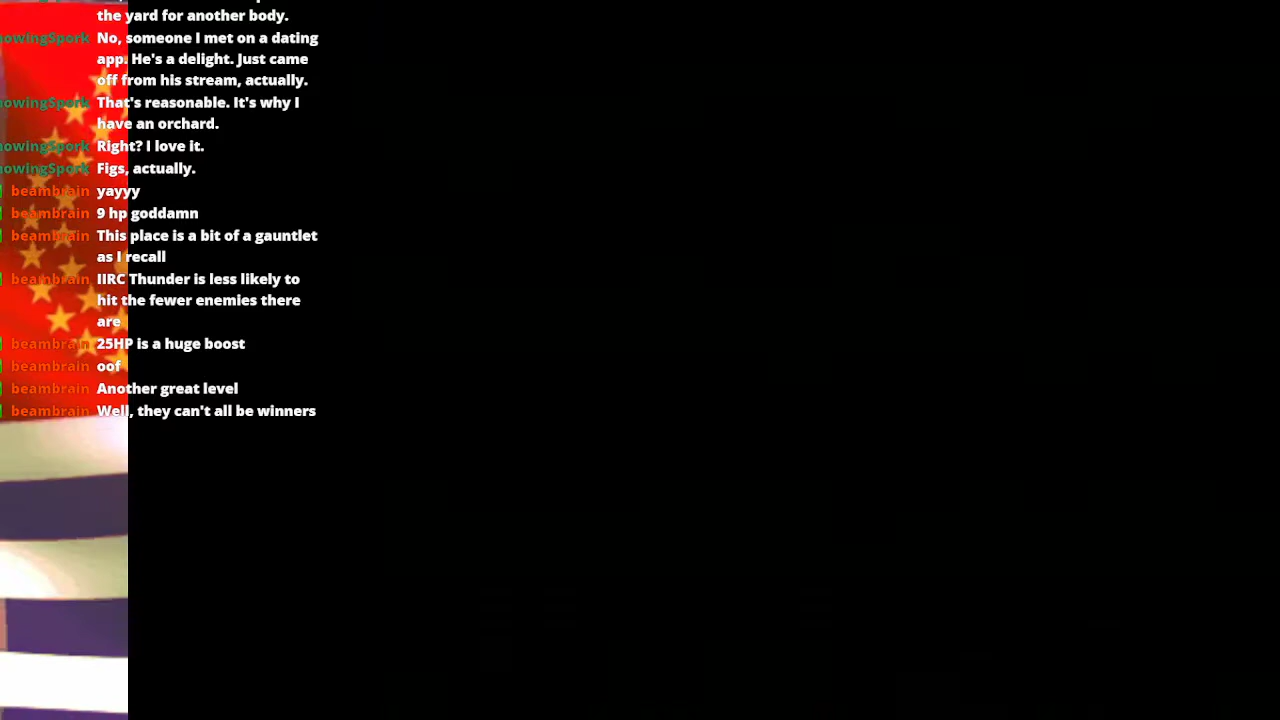 the yard for another body.
nowingSpork No, someone I met on a dating
app. He's a delight. Just came
off from his stream, actually.
nowingSpork That's reasonable. It's why I
have an orchard.
nowingSpork Right? I love it.
nowingSpork Figs, actually.
beambrain yayyy
beambrain 9 hp goddamn
beambrain This place is a bit of a gauntlet
as I recall
beambrain IIRC Thunder is less likely to
hit the fewer enemies there
are
beambrain 25HP is a huge boost
beambrain oof
beambrain Another great level
beambrain Well, they can't all be winners